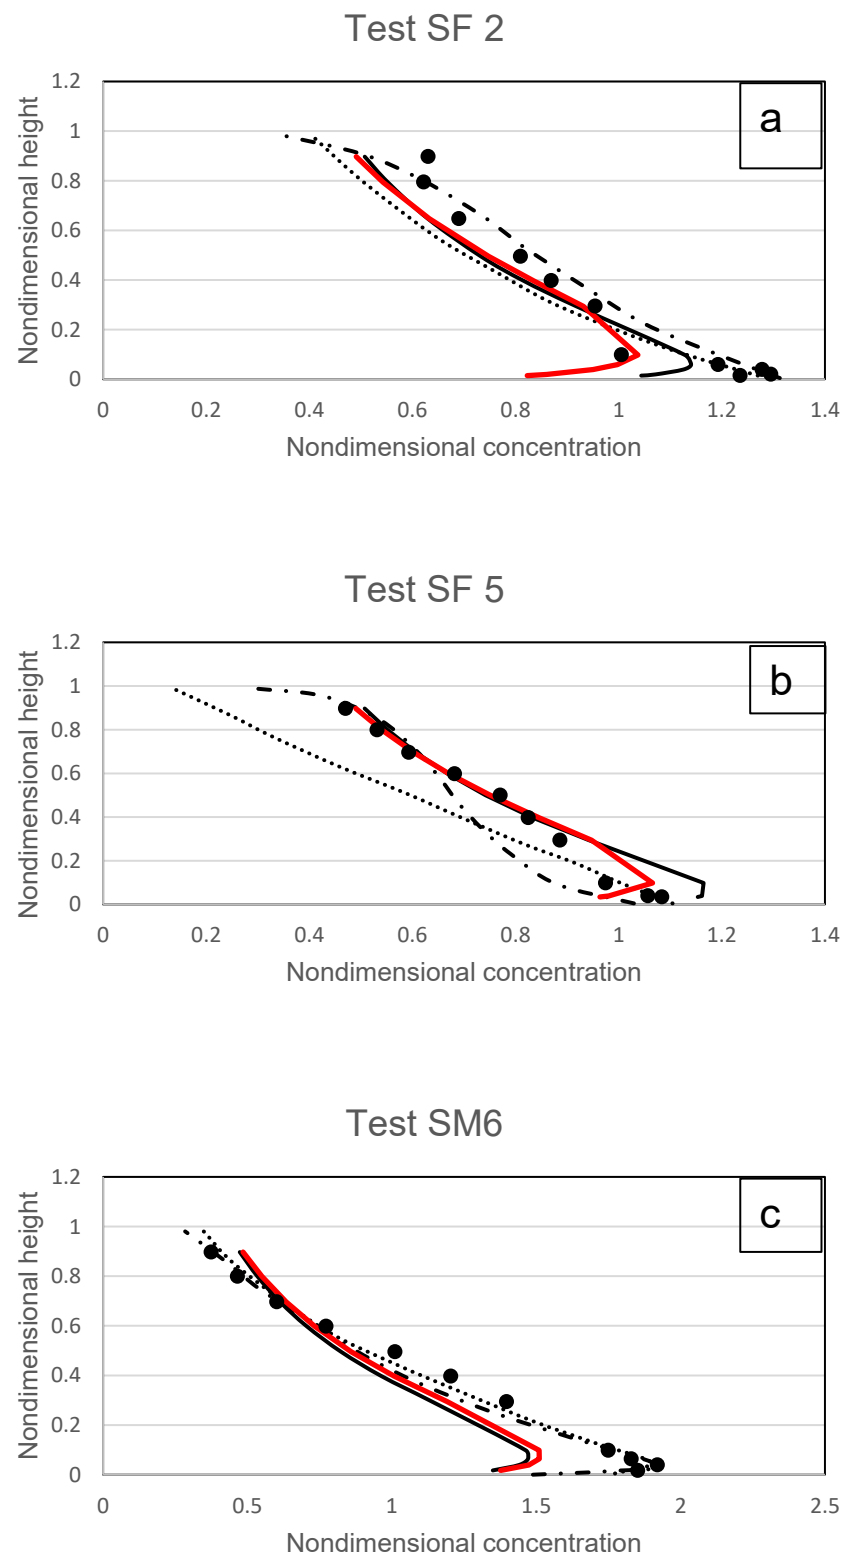 Test SF 2
a
Nondimensional height
1.2
1
0.8
0.6
0.4
0.2
0
0 0.2 0.4 0.6 0.8 1 1.2 1.4
Nondimensional concentration
Test SF 5
b
Nondimensional height
1.2
1
0.8
0.6
0.4
0.2
0
0 0.2 0.4 0.6 0.8 1 1.2 1.4
Nondimensional concentration
Test SM6
c
Nondimensional height
1.2
1
0.8
0.6
0.4
0.2
0
0 0.5 1 1.5 2 2.5
Nondimensional concentration